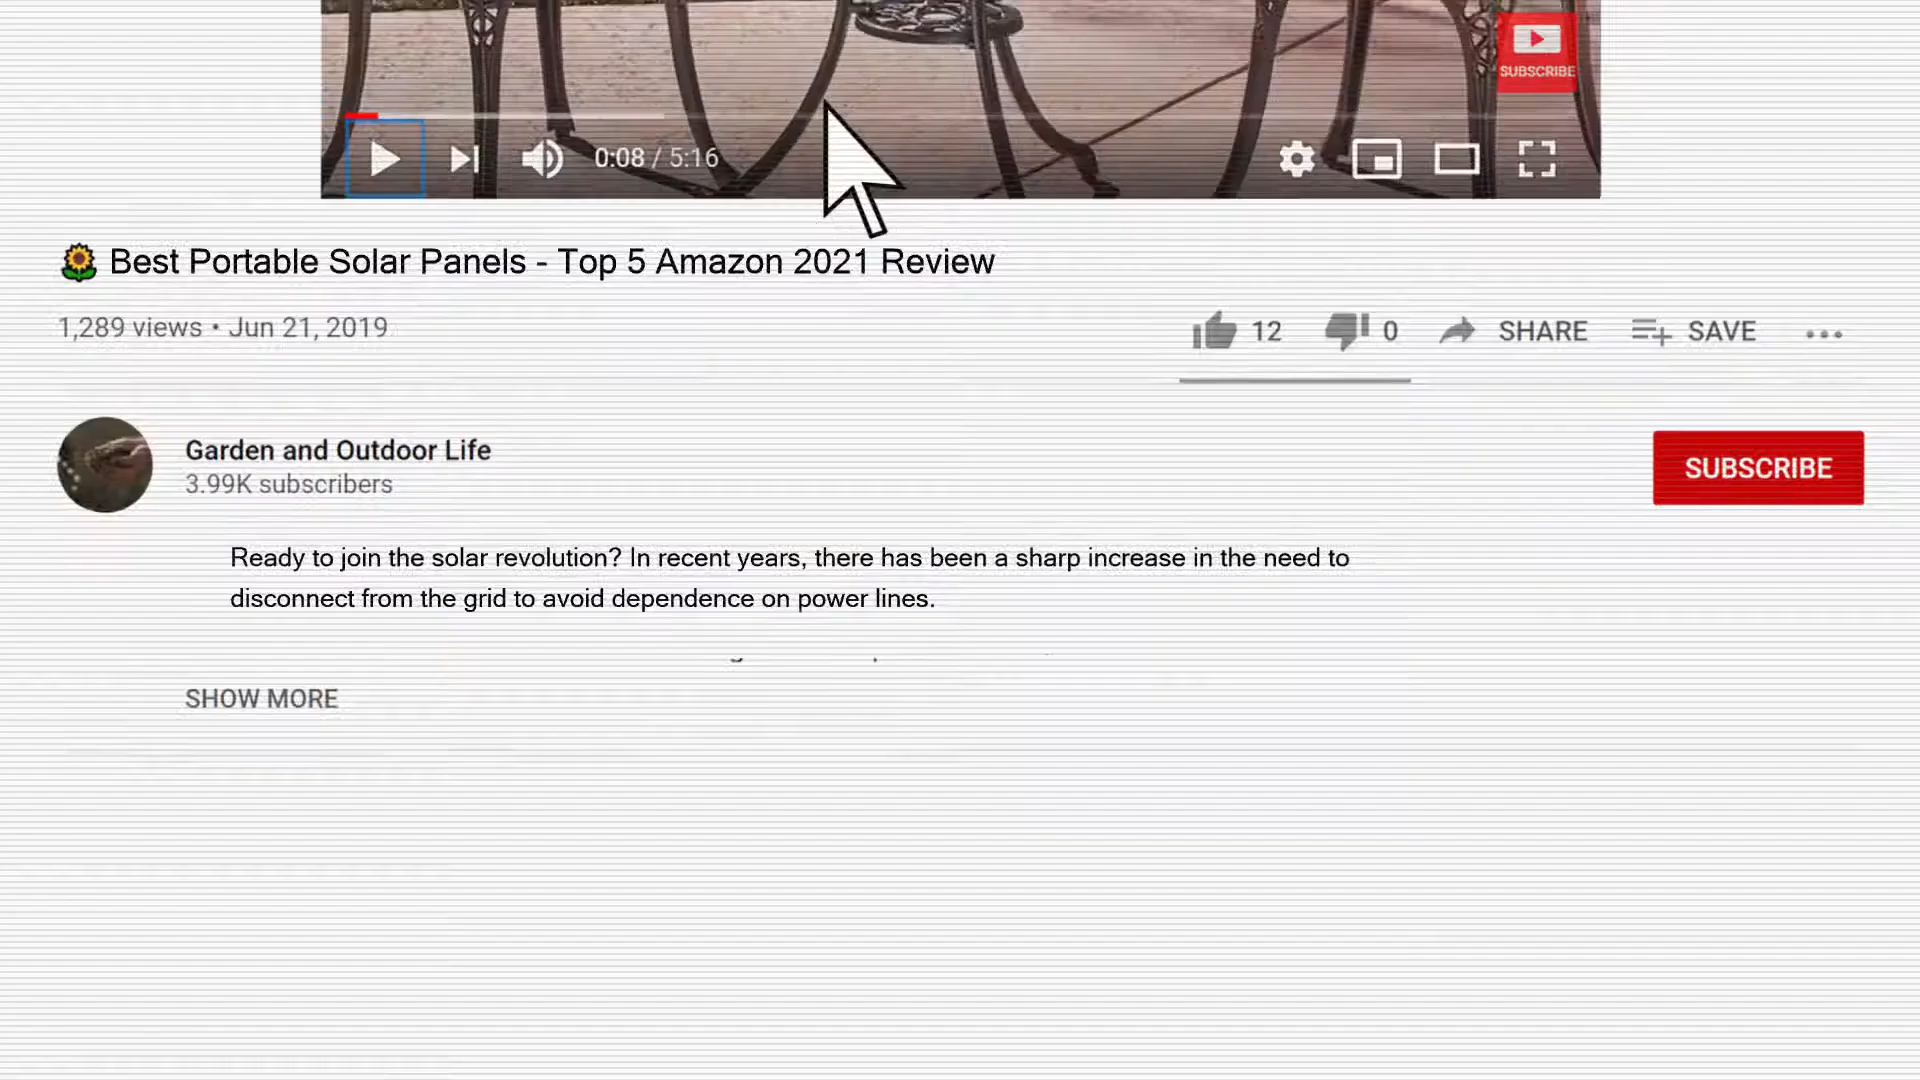 SUBSCRIBE
0:08 / 5:16
🌻 Best Portable Solar Panels - Top 5 Amazon 2021 Review
1,289 views • Jun 21, 2019
12
0
SHARE
SAVE
Garden and Outdoor Life
3.99K subscribers
SUBSCRIBE
Ready to join the solar revolution? In recent years, there has been a sharp increase in the need to
disconnect from the grid to avoid dependence on power lines.
SHOW MORE